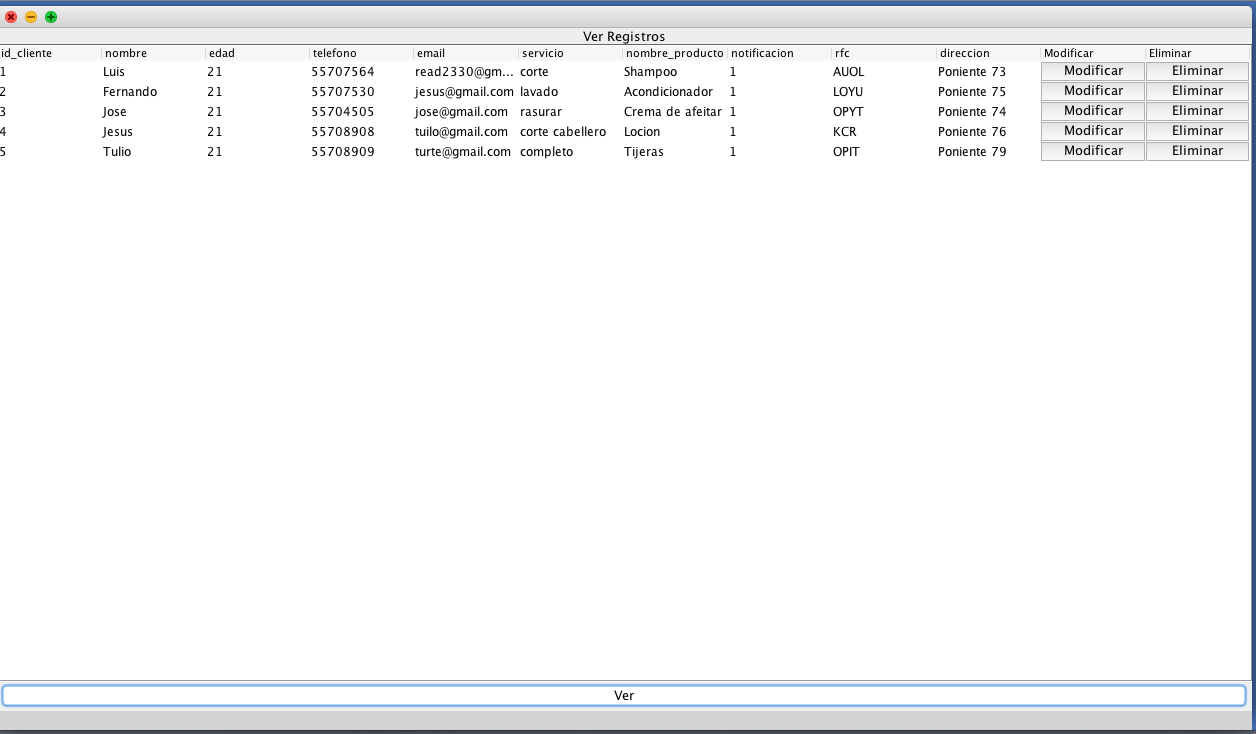 Ver Registros
id_cliente nombre edad telefono email servicio nombre_producto notificacion rfc direccion Modificar Eliminar
1 Luis 21 55707564 read2330@gm... corte Shampoo 1 AUOL Poniente 73 Modificar Eliminar
2 Fernando 21 55707530 jesus@gmail.com lavado Acondicionador 1 LOYU Poniente 75 Modificar Eliminar
3 Jose 21 55704505 jose@gmail.com rasurar Crema de afeitar 1 OPYT Poniente 74 Modificar Eliminar
4 Jesus 21 55708908 tuilo@gmail.com corte cabellero Locion 1 KCR Poniente 76 Modificar Eliminar
5 Tulio 21 55708909 turte@gmail.com completo Tijeras 1 OPIT Poniente 79 Modificar Eliminar
Ver